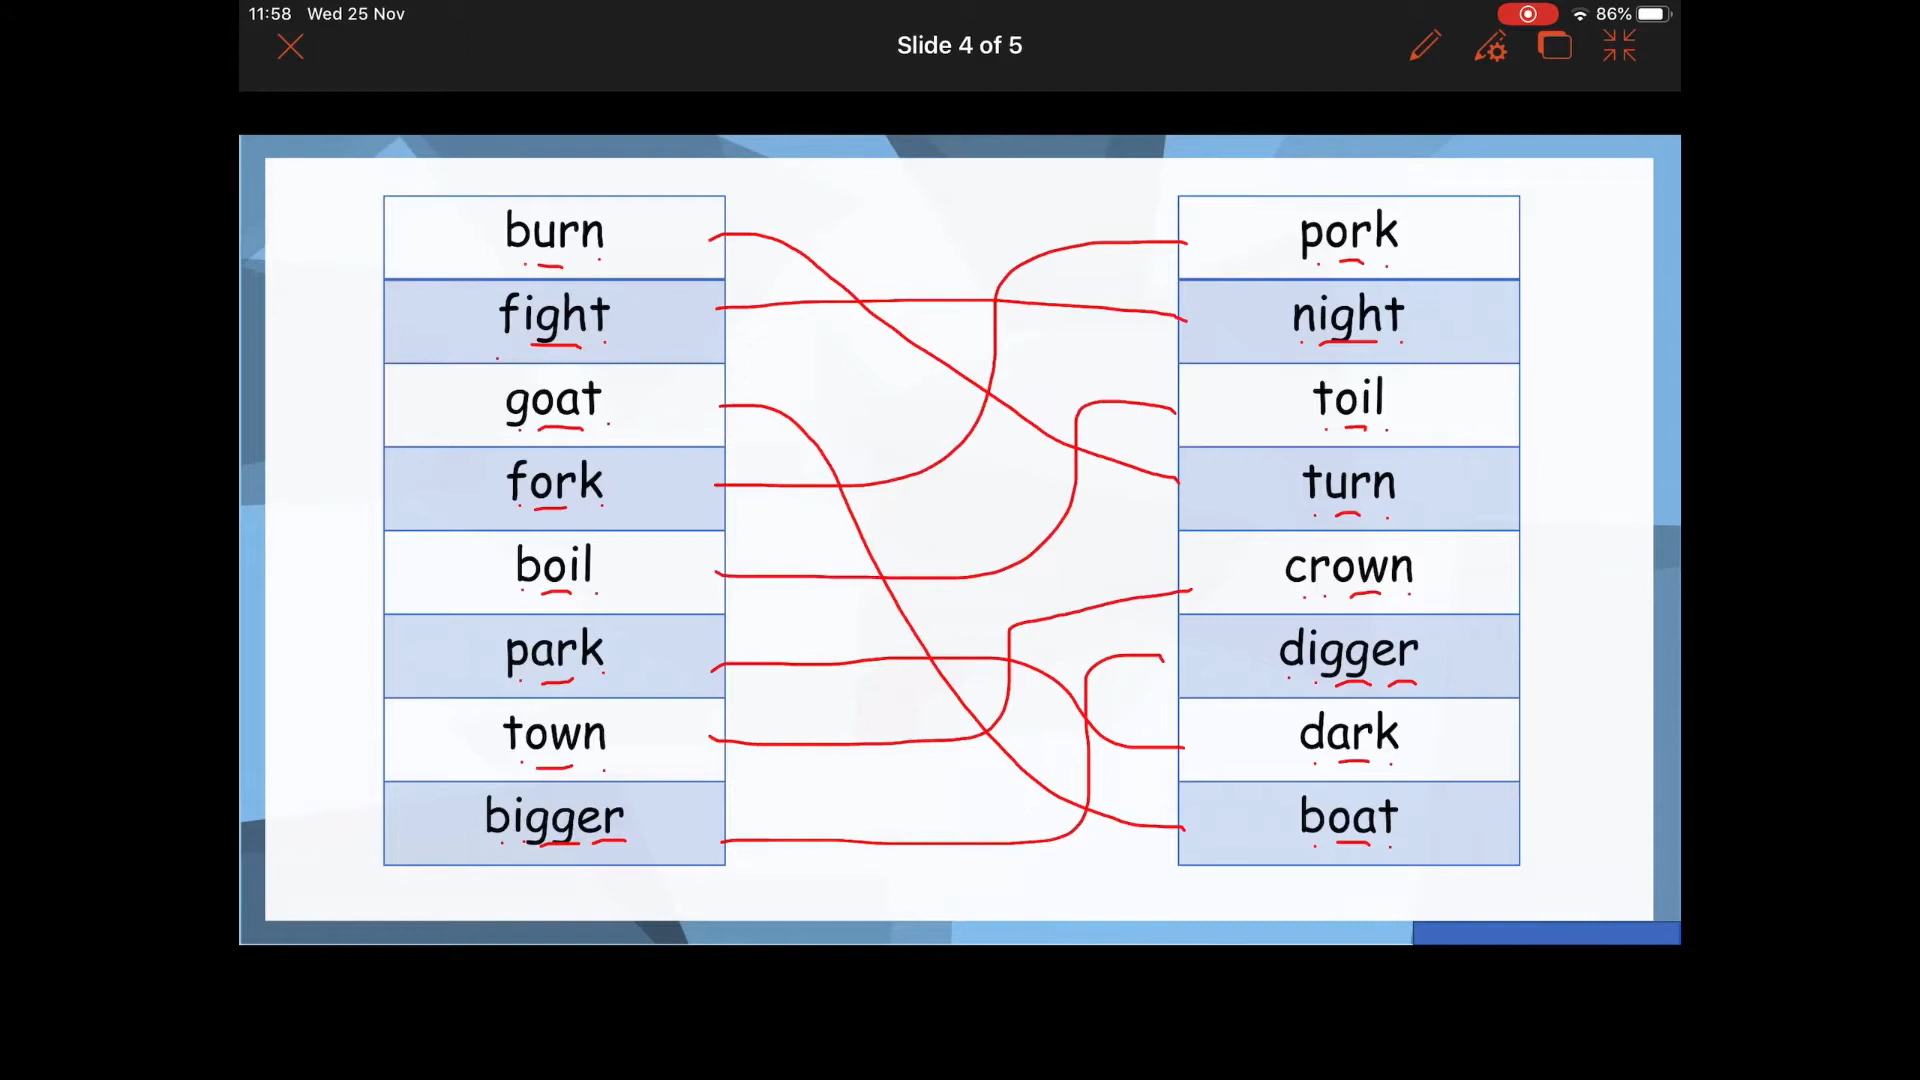 11:58 Wed 25 Nov
86%
Slide 4 of 5
burn
fight
goat
fork
boil
park
town
bigger
pork
night
toil
turn
crown
digger
dark
boat